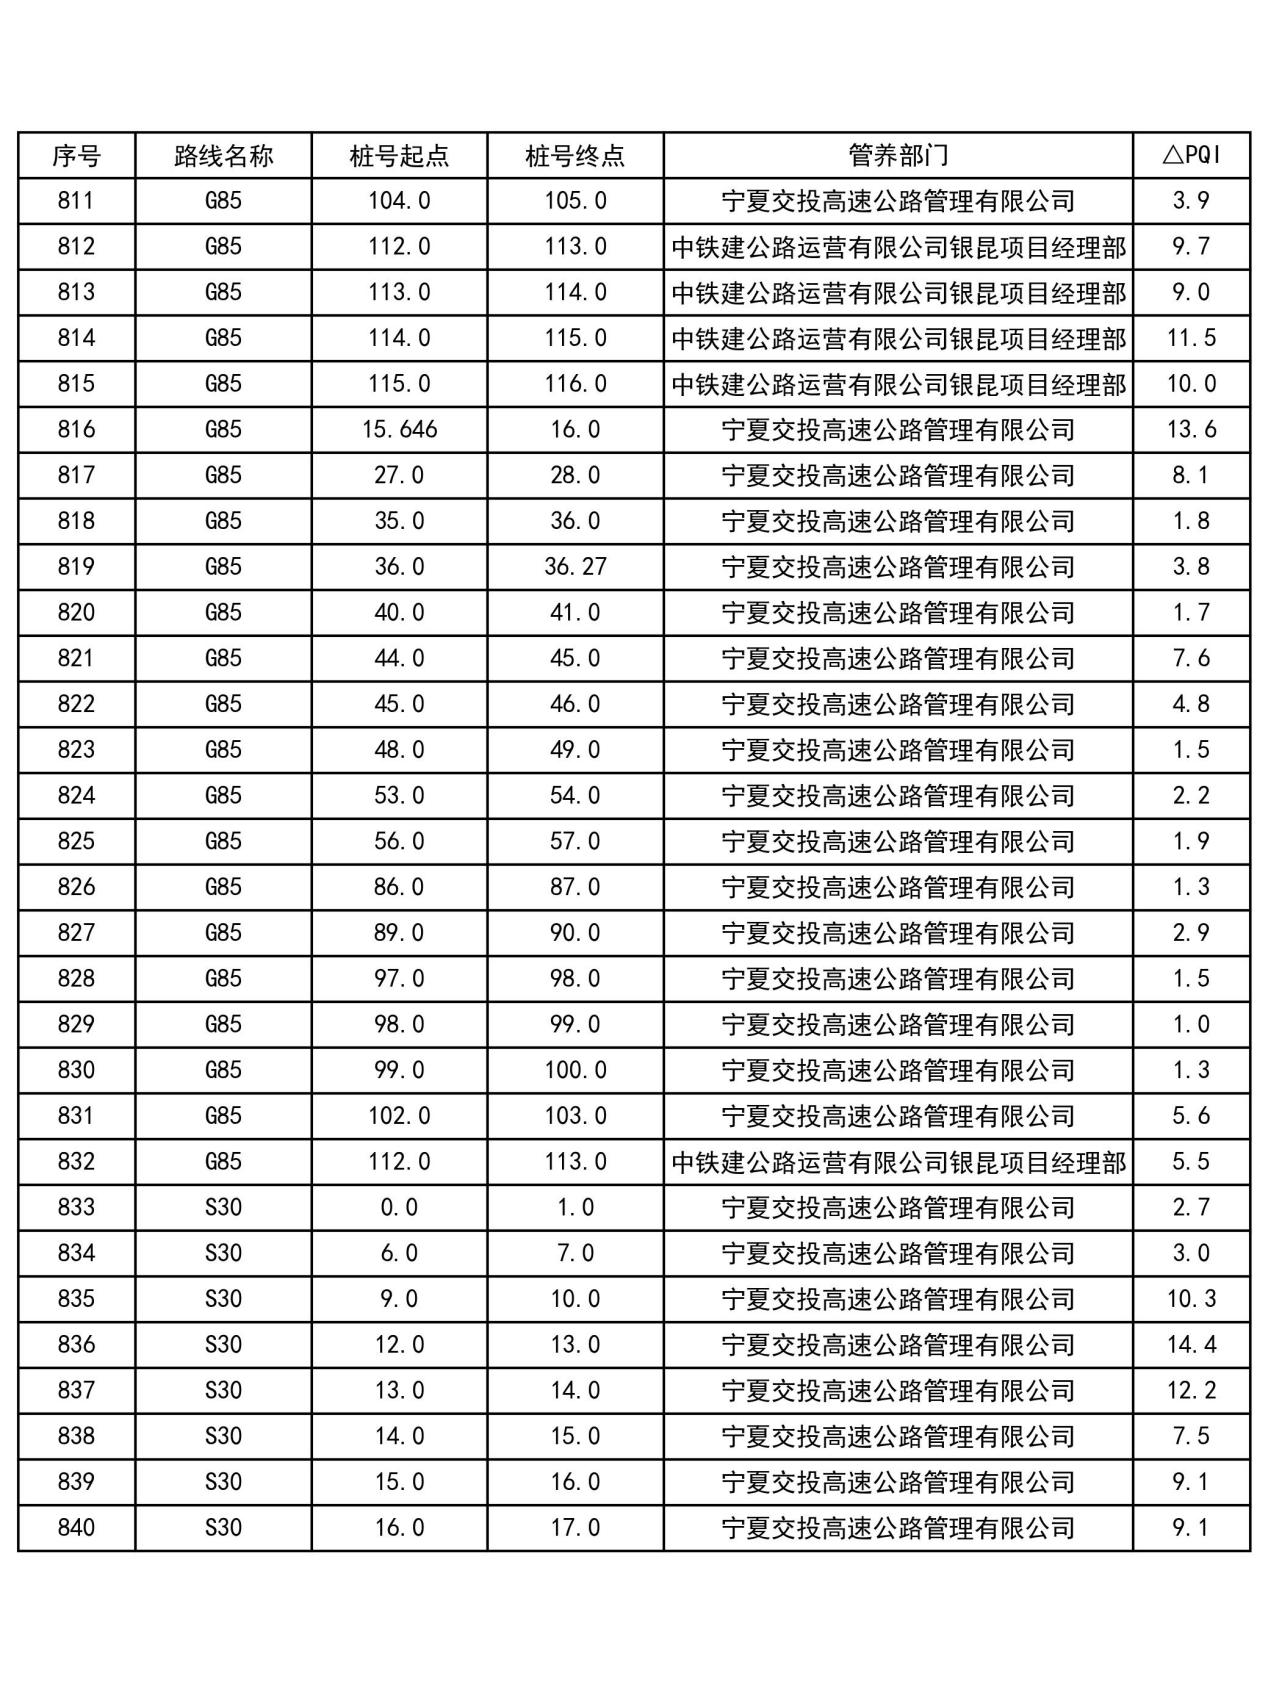 序号 路线名称 桩号起点 桩号终点 管养部门 △PQI
811 G85 104.0 105.0 宁夏交投高速公路管理有限公司 3.9
812 G85 112.0 113.0 中铁建公路运营有限公司银昆项目经理部 9.7
813 G85 113.0 114.0 中铁建公路运营有限公司银昆项目经理部 9.0
814 G85 114.0 115.0 中铁建公路运营有限公司银昆项目经理部 11.5
815 G85 115.0 116.0 中铁建公路运营有限公司银昆项目经理部 10.0
816 G85 15.646 16.0 宁夏交投高速公路管理有限公司 13.6
817 G85 27.0 28.0 宁夏交投高速公路管理有限公司 8.1
818 G85 35.0 36.0 宁夏交投高速公路管理有限公司 1.8
819 G85 36.0 36.27 宁夏交投高速公路管理有限公司 3.8
820 G85 40.0 41.0 宁夏交投高速公路管理有限公司 1.7
821 G85 44.0 45.0 宁夏交投高速公路管理有限公司 7.6
822 G85 45.0 46.0 宁夏交投高速公路管理有限公司 4.8
823 G85 48.0 49.0 宁夏交投高速公路管理有限公司 1.5
824 G85 53.0 54.0 宁夏交投高速公路管理有限公司 2.2
825 G85 56.0 57.0 宁夏交投高速公路管理有限公司 1.9
826 G85 86.0 87.0 宁夏交投高速公路管理有限公司 1.3
827 G85 89.0 90.0 宁夏交投高速公路管理有限公司 2.9
828 G85 97.0 98.0 宁夏交投高速公路管理有限公司 1.5
829 G85 98.0 99.0 宁夏交投高速公路管理有限公司 1.0
830 G85 99.0 100.0 宁夏交投高速公路管理有限公司 1.3
831 G85 102.0 103.0 宁夏交投高速公路管理有限公司 5.6
832 G85 112.0 113.0 中铁建公路运营有限公司银昆项目经理部 5.5
833 S30 0.0 1.0 宁夏交投高速公路管理有限公司 2.7
834 S30 6.0 7.0 宁夏交投高速公路管理有限公司 3.0
835 S30 9.0 10.0 宁夏交投高速公路管理有限公司 10.3
836 S30 12.0 13.0 宁夏交投高速公路管理有限公司 14.4
837 S30 13.0 14.0 宁夏交投高速公路管理有限公司 12.2
838 S30 14.0 15.0 宁夏交投高速公路管理有限公司 7.5
839 S30 15.0 16.0 宁夏交投高速公路管理有限公司 9.1
840 S30 16.0 17.0 宁夏交投高速公路管理有限公司 9.1